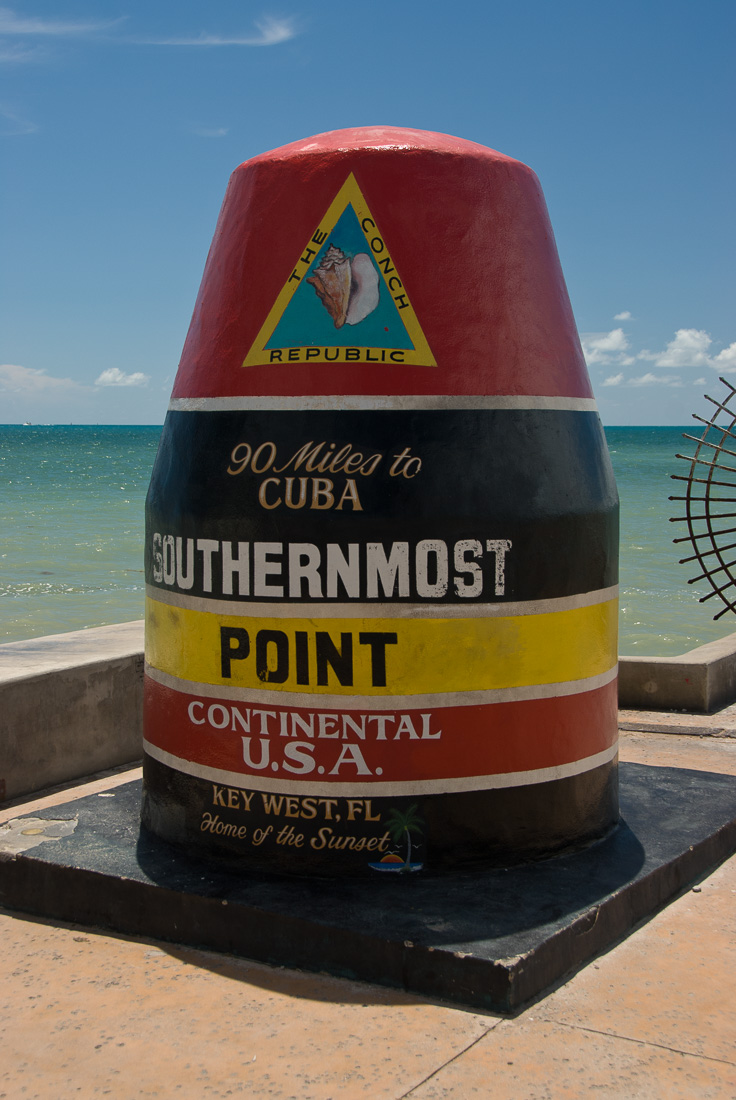 THE CONCH
REPUBLIC
90 Miles to
CUBA
SOUTHERNMOST
POINT
CONTINENTAL
U.S.A.
KEY WEST, FL
Home of the Sunset